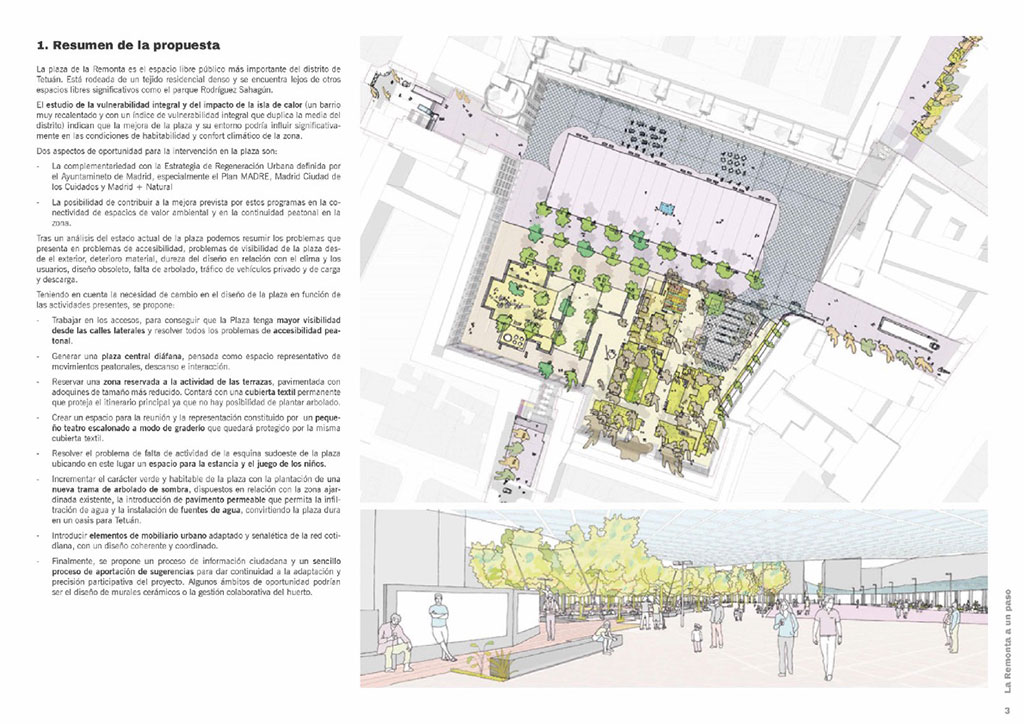 1. Resumen de la propuesta
La plaza de la Remonta es el espacio libre público más importante del distrito de
Tetuán. Está rodeada de un tejido residencial denso y se encuentra lejos de otros
espacios libres significativos como el parque Rodríguez Sahagún.
El estudio de la vulnerabilidad integral y del impacto de la isla de calor (un barrio
muy recalentado y con un índice de vulnerabilidad integral que duplica la media del
distrito) indican que la mejora de la plaza y su entorno podría influir significativa-
mente en las condiciones de habitabilidad y confort climático de la zona.
Dos aspectos de oportunidad para la intervención en la plaza son:
- La complementariedad con la Estrategia de Regeneración Urbana definida por
el Ayuntamineto de Madrid, especialmente el Plan MADRE, Madrid Ciudad de
los Cuidados y Madrid + Natural
- La posibilidad de contribuir a la mejora prevista por estos programas en la co-
nectividad de espacios de valor ambiental y en la continuidad peatonal en la
zona.
Tras un análisis del estado actual de la plaza podemos resumir los problemas que
presenta en problemas de accesibilidad, problemas de visibilidad de la plaza des-
de el exterior, deterioro material, dureza del diseño en relación con el clima y los
usuarios, diseño obsoleto, falta de arbolado, tráfico de vehículos privado y de carga
y descarga.
Teniendo en cuenta la necesidad de cambio en el diseño de la plaza en función de
las actividades presentes, se propone:
- Trabajar en los accesos, para conseguir que la Plaza tenga mayor visibilidad
desde las calles laterales y resolver todos los problemas de accesibilidad pea-
tonal.
- Generar una plaza central diáfana, pensada como espacio representativo de
movimientos peatonales, descanso e interacción.
- Reservar una zona reservada a la actividad de las terrazas, pavimentada con
adoquines de tamaño más reducido. Contará con una cubierta textil permanente
que proteja el itinerario principal ya que no hay posibilidad de plantar arbolado.
- Crear un espacio para la reunión y la representación constituido por un peque-
ño teatro escalonado a modo de graderío que quedará protegido por la misma
cubierta textil.
- Resolver el problema de falta de actividad de la esquina sudoeste de la plaza
ubicando en este lugar un espacio para la estancia y el juego de los niños.
- Incrementar el carácter verde y habitable de la plaza con la plantación de una
nueva trama de arbolado de sombra, dispuestos en relación con la zona ajar-
dinada existente, la introducción de pavimento permeable que permita la infil-
tración de agua y la instalación de fuentes de agua, convirtiendo la plaza dura
en un oasis para Tetuán.
- Introducir elementos de mobiliario urbano adaptado y señalética de la red coti-
diana, con un diseño coherente y coordinado.
- Finalmente, se propone un proceso de información ciudadana y un sencillo
proceso de aportación de sugerencias para dar continuidad a la adaptación y
precisión participativa del proyecto. Algunos ámbitos de oportunidad podrían
ser el diseño de murales cerámicos o la gestión colaborativa del huerto.
La Remonta a un paso
3